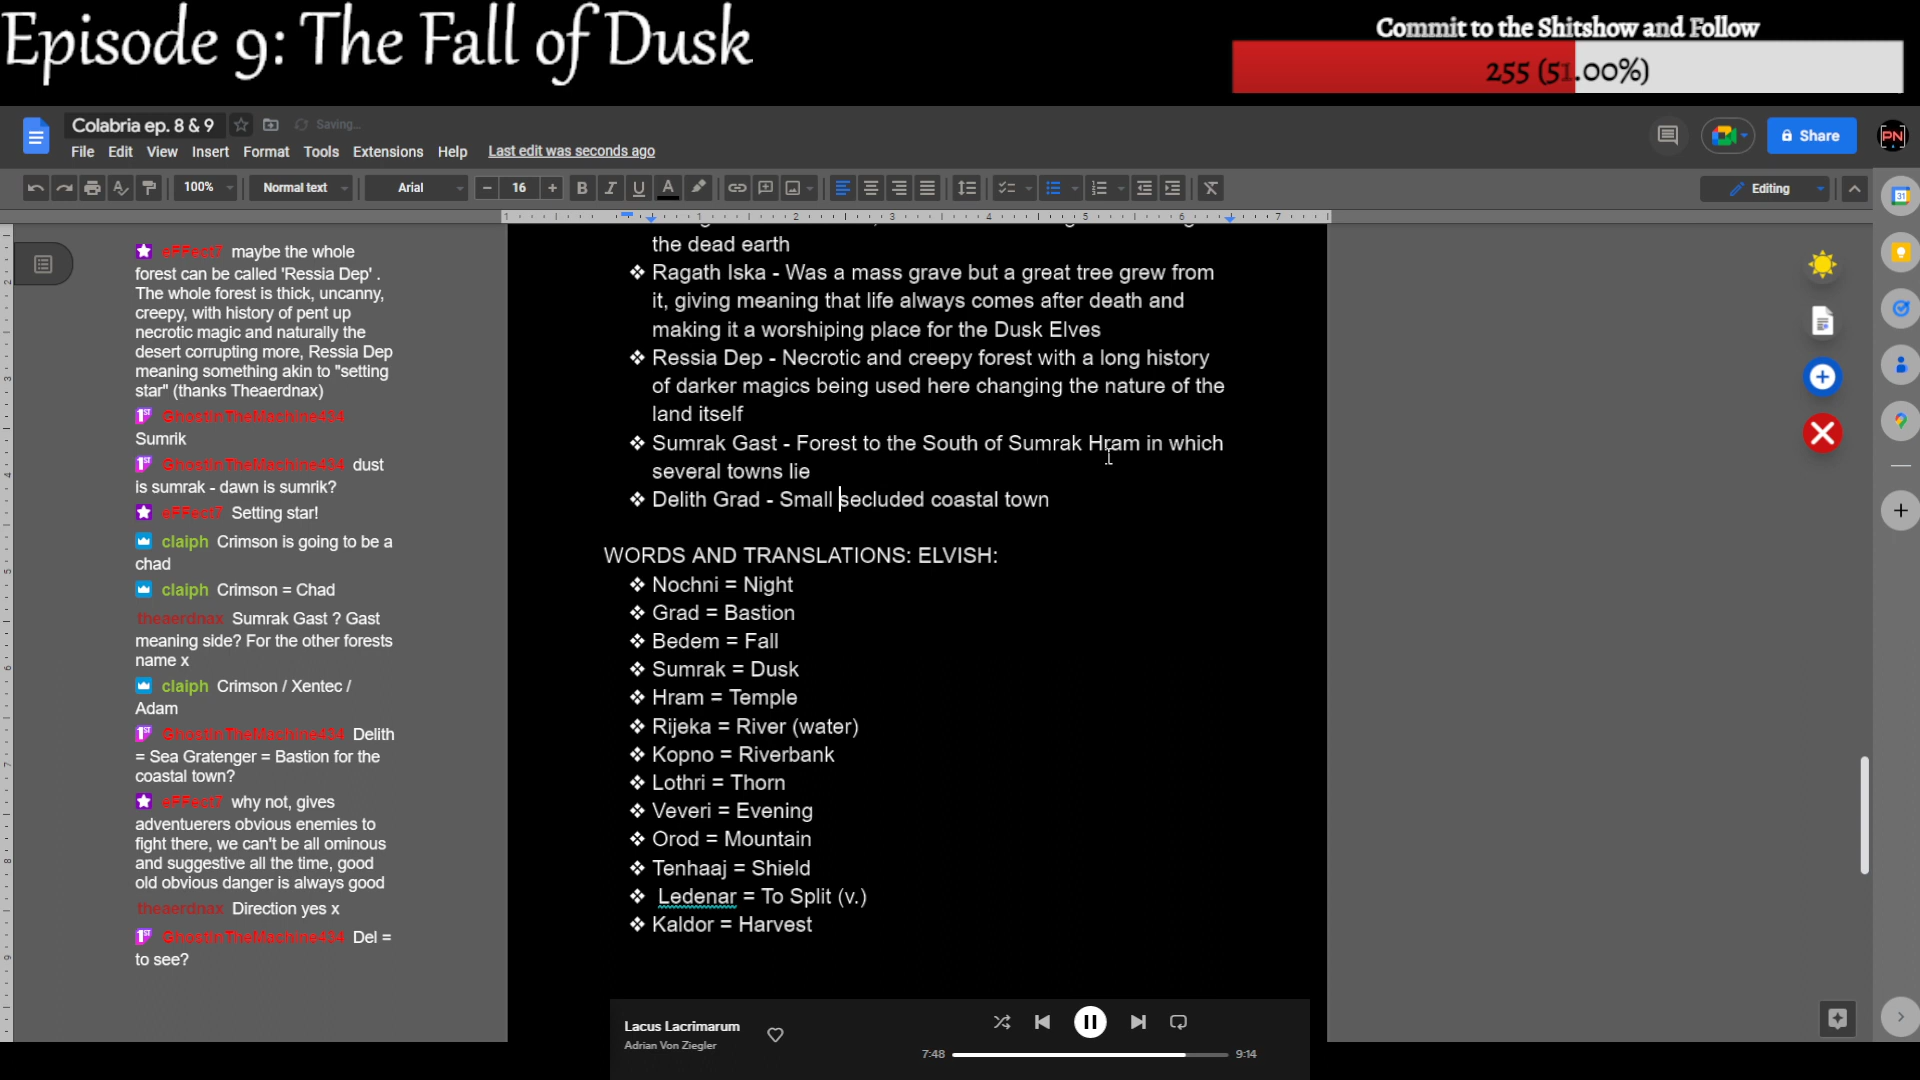 Episode 9: The Fall of Dusk
Commit to the Shitshow and Follow
255 (51.00%)
Colabria ep. 8 & 9
Saving...
File Edit View Insert Format Tools Extensions Help Last edit was seconds ago
Share
PN
100% Normal text Arial 16
Editing
eFFect7 maybe the whole
forest can be called 'Ressia Dep' .
The whole forest is thick, uncanny,
creepy, with history of pent up
necrotic magic and naturally the
desert corrupting more, Ressia Dep
meaning something akin to "setting
star" (thanks Theaerdnax)
GhostInTheMachine434
Sumrik
GhostInTheMachine434 dust
is sumrak - dawn is sumrik?
eFFect7 Setting star!
claiph Crimson is going to be a
chad
claiph Crimson = Chad
theaerdnax Sumrak Gast ? Gast
meaning side? For the other forests
name x
claiph Crimson / Xentec /
Adam
GhostInTheMachine434 Delith
= Sea Gratenger = Bastion for the
coastal town?
eFFect7 why not, gives
adventuerers obvious enemies to
fight there, we can't be all ominous
and suggestive all the time, good
old obvious danger is always good
theaerdnax Direction yes x
GhostInTheMachine434 Del =
to see?
the dead earth
❖ Ragath Iska - Was a mass grave but a great tree grew from
it, giving meaning that life always comes after death and
making it a worshiping place for the Dusk Elves
❖ Ressia Dep - Necrotic and creepy forest with a long history
of darker magics being used here changing the nature of the
land itself
❖ Sumrak Gast - Forest to the South of Sumrak Hram in which
several towns lie
❖ Delith Grad - Small secluded coastal town
WORDS AND TRANSLATIONS: ELVISH:
❖ Nochni = Night
❖ Grad = Bastion
❖ Bedem = Fall
❖ Sumrak = Dusk
❖ Hram = Temple
❖ Rijeka = River (water)
❖ Kopno = Riverbank
❖ Lothri = Thorn
❖ Veveri = Evening
❖ Orod = Mountain
❖ Tenhaaj = Shield
❖ Ledenar = To Split (v.)
❖ Kaldor = Harvest
Lacus Lacrimarum
Adrian Von Ziegler
7:48
9:14